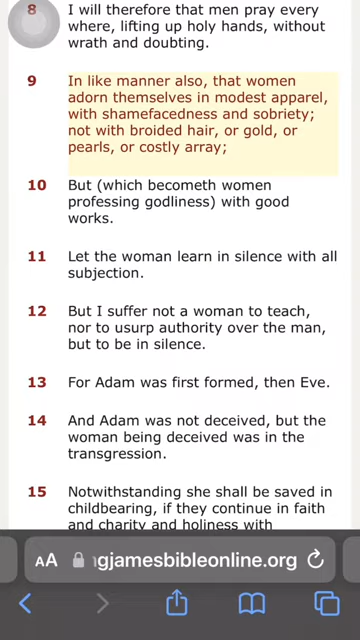 8 I will therefore that men pray every
where, lifting up holy hands, without
wrath and doubting.
9 In like manner also, that women
adorn themselves in modest apparel,
with shamefacedness and sobriety;
not with broided hair, or gold, or
pearls, or costly array;
10 But (which becometh women
professing godliness) with good
works.
11 Let the woman learn in silence with all
subjection.
12 But I suffer not a woman to teach,
nor to usurp authority over the man,
but to be in silence.
13 For Adam was first formed, then Eve.
14 And Adam was not deceived, but the
woman being deceived was in the
transgression.
15 Notwithstanding she shall be saved in
childbearing, if they continue in faith
and charity and holiness with
AA ngjamesbibleonline.org